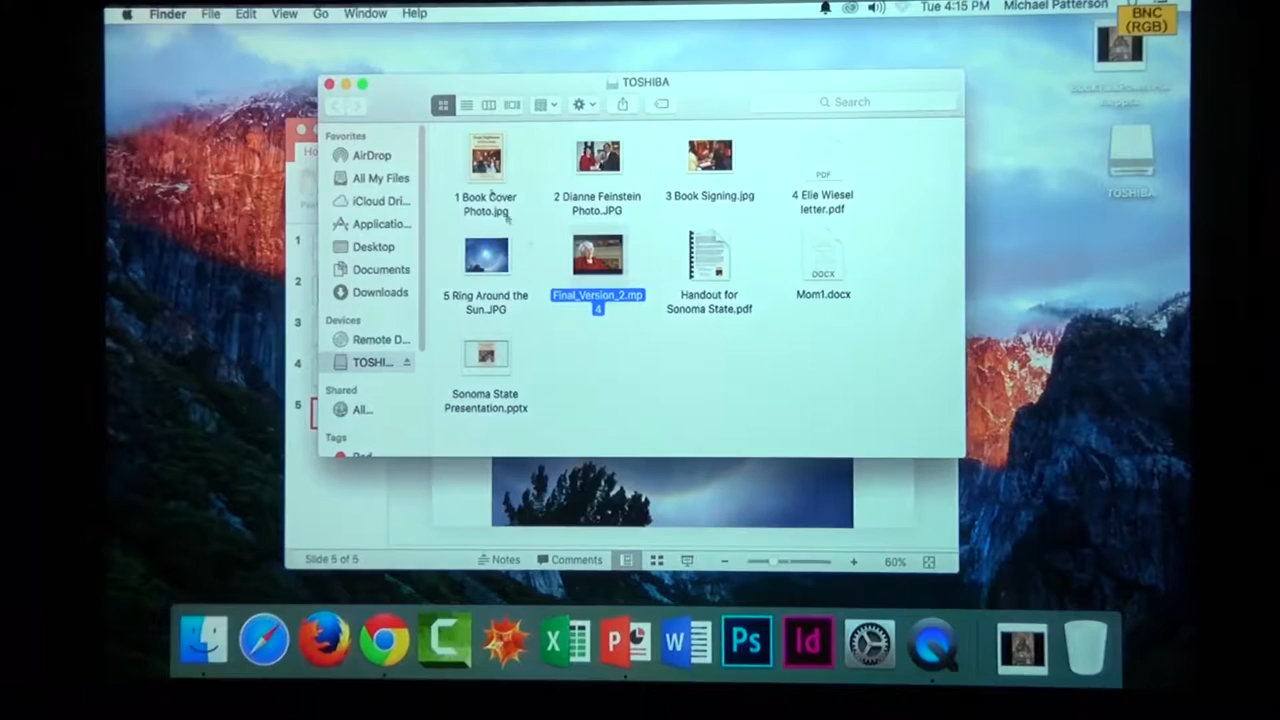 Finder File Edit View Go Window Help
Tue 4:15 PM Michael Patterson
BNC
(RGB)
TOSHIBA
Search
Favorites
AirDrop
All My Files
iCloud Dri...
Applicatio...
Desktop
Documents
Downloads
Devices
Remote D...
TOSHI...
Shared
All...
Tags
Red
1 Book Cover
Photo.jpg
2 Dianne Feinstein
Photo.JPG
3 Book Signing.jpg
PDF
4 Elie Wiesel
letter.pdf
5 Ring Around the
Sun.JPG
Final_Version_2.mp
4
Handout for
Sonoma State.pdf
DOCX
Mom1.docx
Sonoma State
Presentation.pptx
TOSHIBA
Ho
1
2
3
4
5
Slide 5 of 5
Notes
Comments
60%
C
X
P
W
Ps
Id